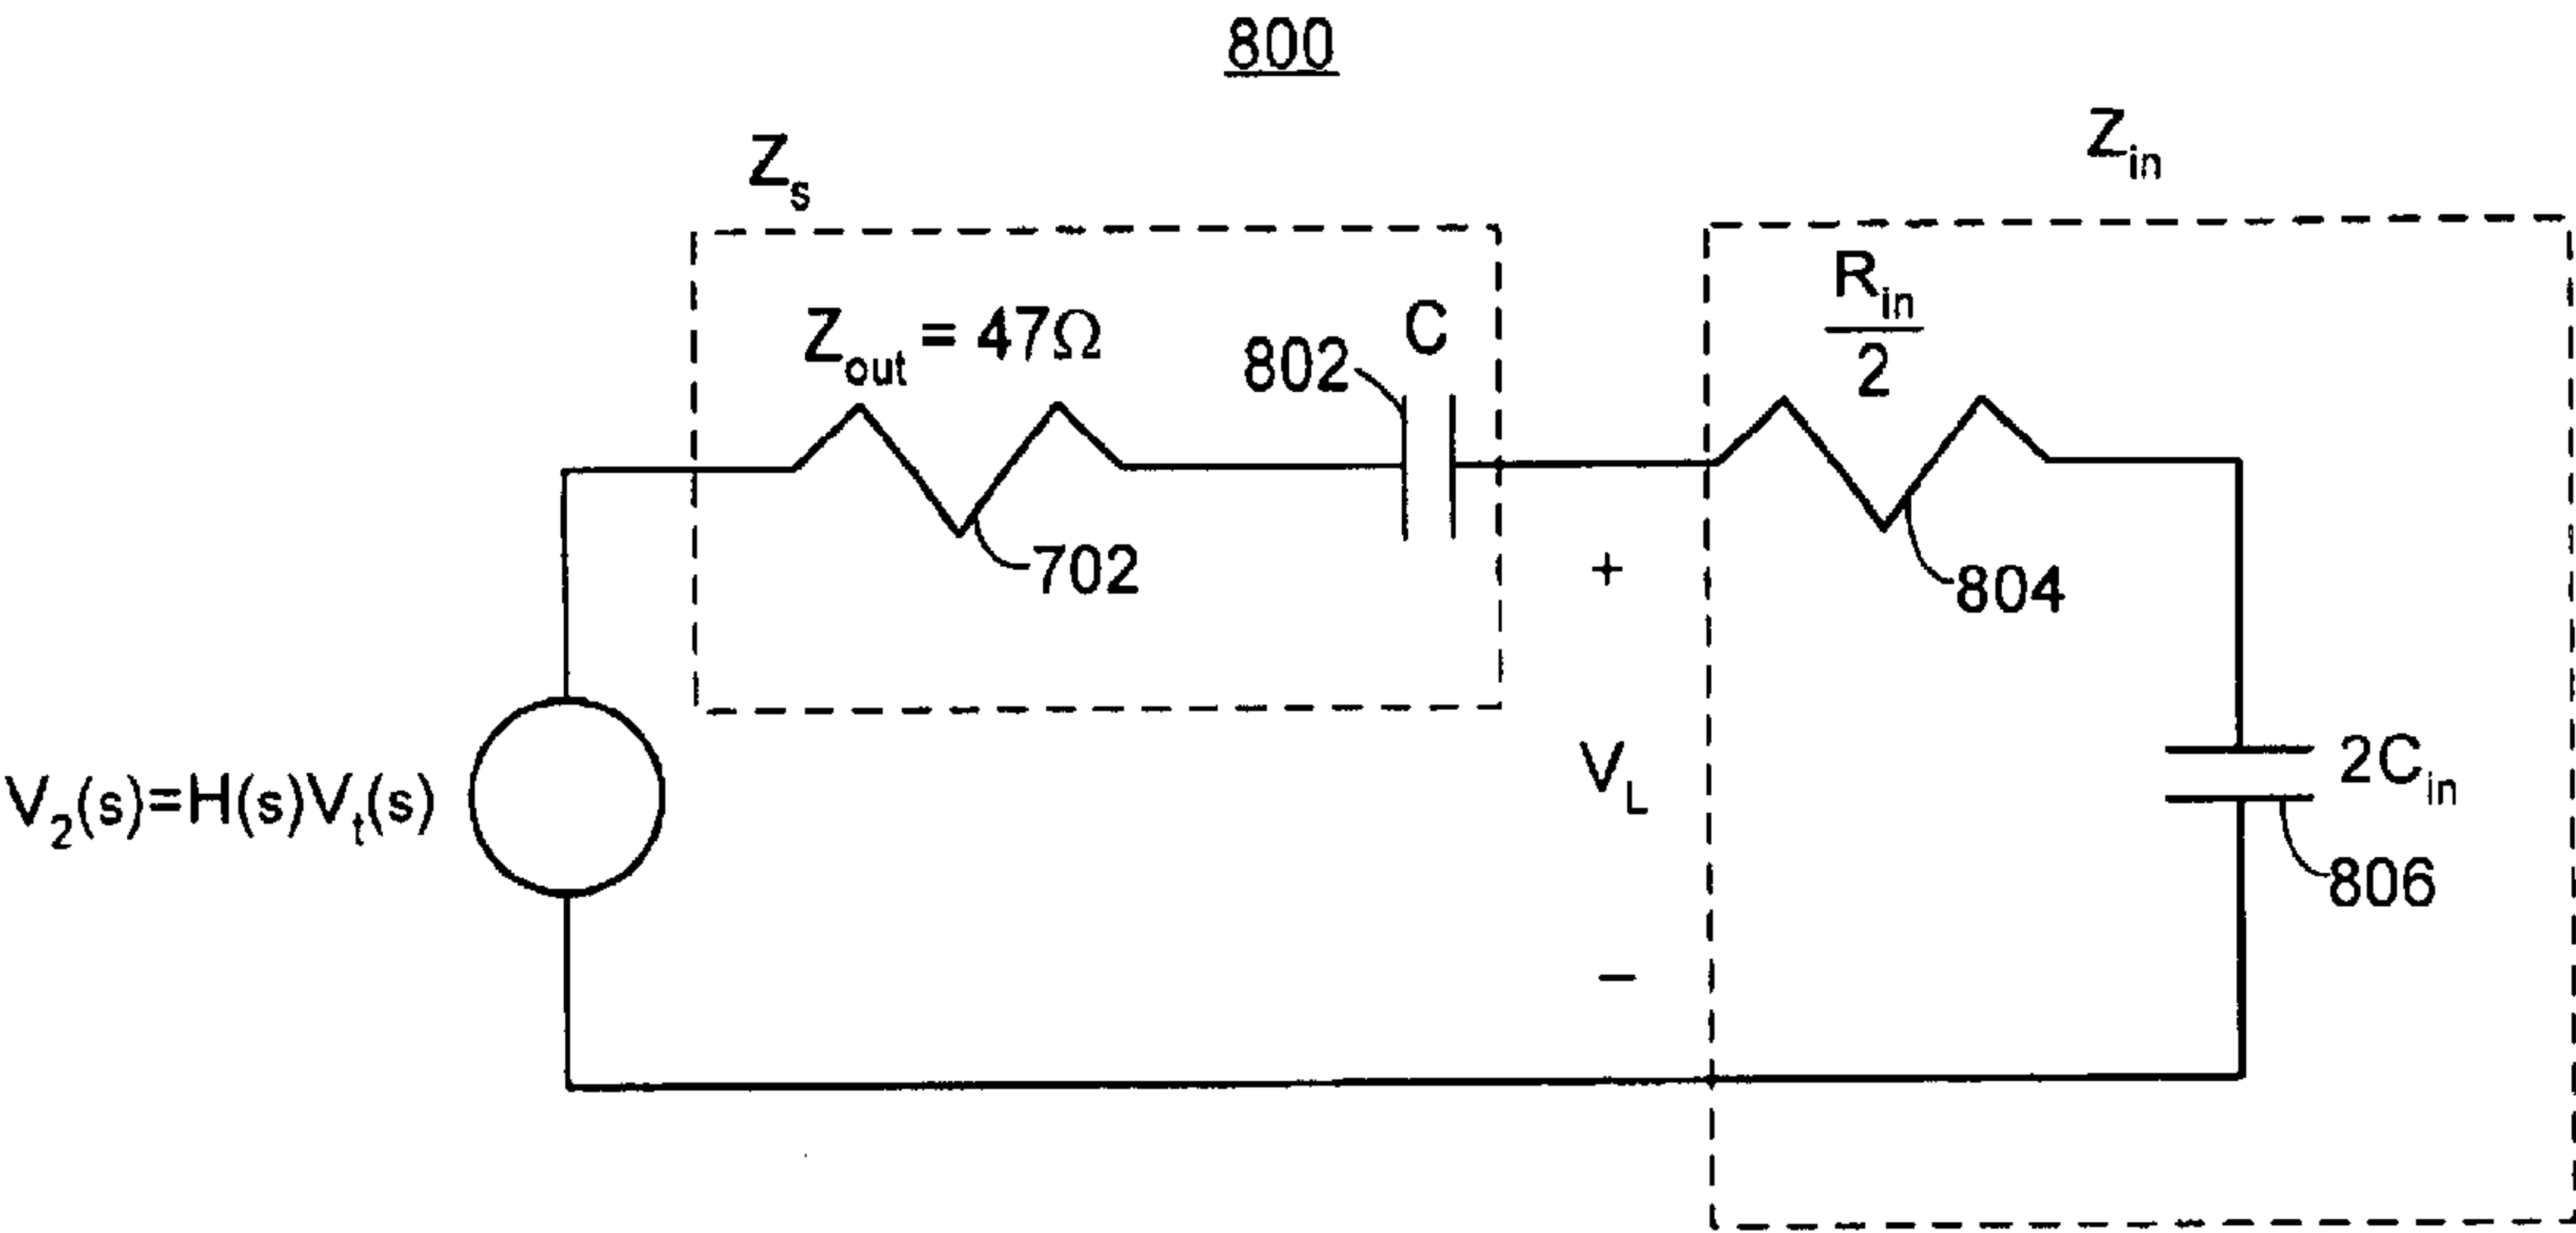 800
Z_s
Z_in
Z_out = 47Ω
802
C
R_in
2
702
804
+
V_L
−
V_2(s)=H(s)V_t(s)
2C_in
806